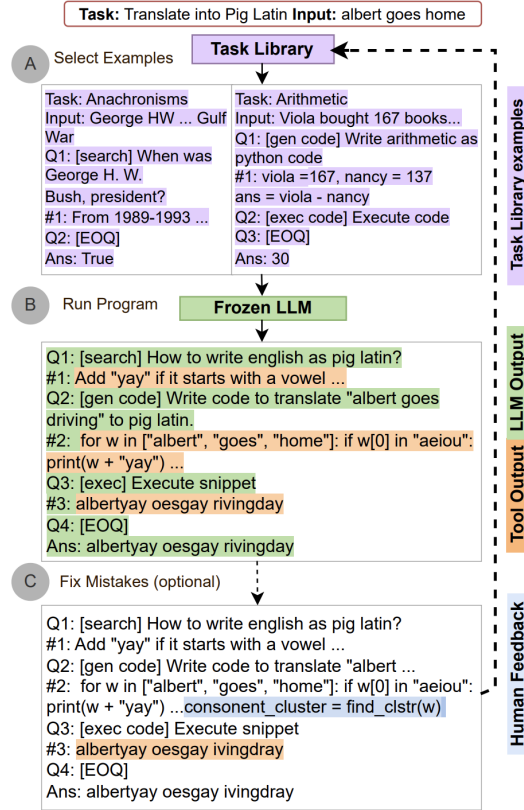 Task: Translate into Pig Latin Input: albert goes home
A
Select Examples
Task Library
Task: Anachronisms
Input: George HW ... Gulf
War
Q1: [search] When was
George H. W.
Bush, president?
#1: From 1989-1993 ...
Q2: [EOQ]
Ans: True
Task: Arithmetic
Input: Viola bought 167 books...
Q1: [gen code] Write arithmetic as
python code
#1: viola =167, nancy = 137
ans = viola - nancy
Q2: [exec code] Execute code
Q3: [EOQ]
Ans: 30
B
Run Program
Frozen LLM
Q1: [search] How to write english as pig latin?
#1: Add "yay" if it starts with a vowel ...
Q2: [gen code] Write code to translate "albert goes
driving" to pig latin.
#2:  for w in ["albert", "goes", "home"]: if w[0] in "aeiou":
print(w + "yay") ...
Q3: [exec] Execute snippet
#3: albertyay oesgay rivingday
Q4: [EOQ]
Ans: albertyay oesgay rivingday
C
Fix Mistakes (optional)
Q1: [search] How to write english as pig latin?
#1: Add "yay" if it starts with a vowel ...
Q2: [gen code] Write code to translate "albert ...
#2:  for w in ["albert", "goes", "home"]: if w[0] in "aeiou":
print(w + "yay") ...consonent_cluster = find_clstr(w)
Q3: [exec code] Execute snippet
#3: albertyay oesgay ivingdray
Q4: [EOQ]
Ans: albertyay oesgay ivingdray
Task Library examples
LLM Output
Tool Output
Human Feedback